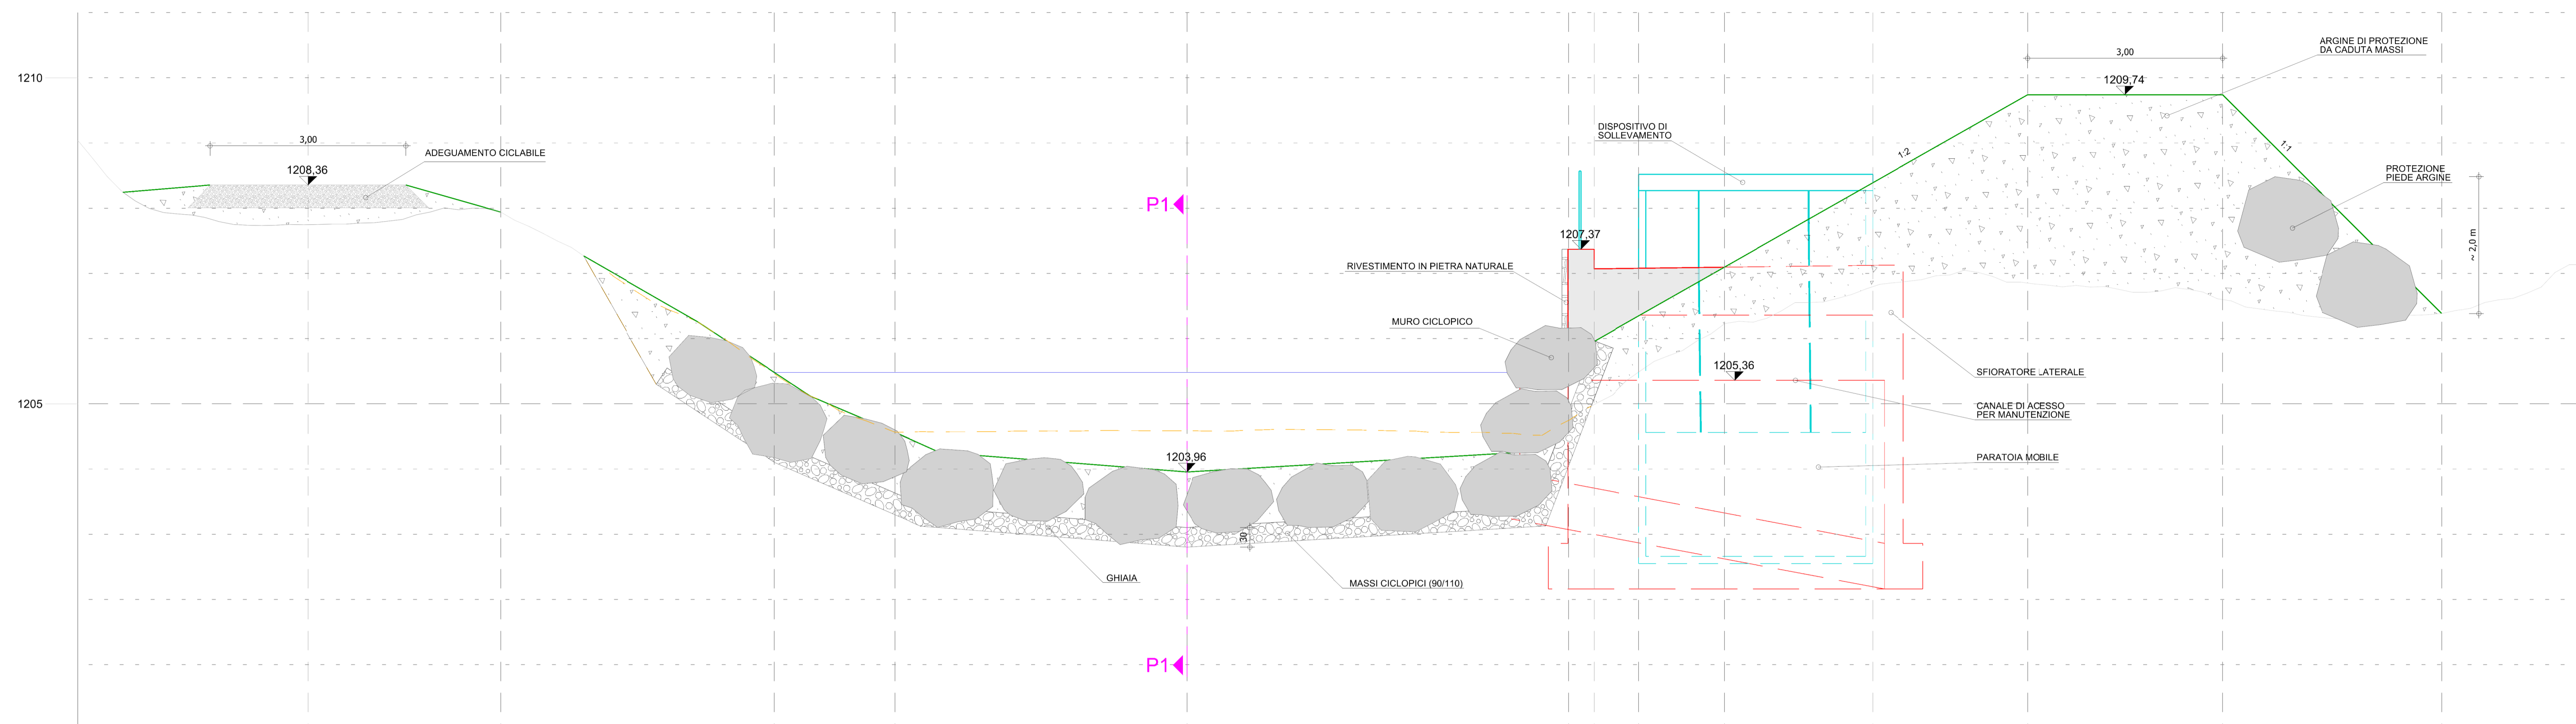 ARGINE DI PROTEZIONE
DA CADUTA MASSI
3,00
1210
1209,74
DISPOSITIVO DI
SOLLEVAMENTO
3,00
1:1
ADEGUAMENTO CICLABILE
1:2
1208,36
PROTEZIONE
PIEDE ARGINE
P1
1207,37
~ 2,0 m
RIVESTIMENTO IN PIETRA NATURALE
MURO CICLOPICO
1205,36
SFIORATORE LATERALE
1205
CANALE DI ACESSO
PER MANUTENZIONE
1203,96
PARATOIA MOBILE
30
GHIAIA
MASSI CICLOPICI (90/110)
P1